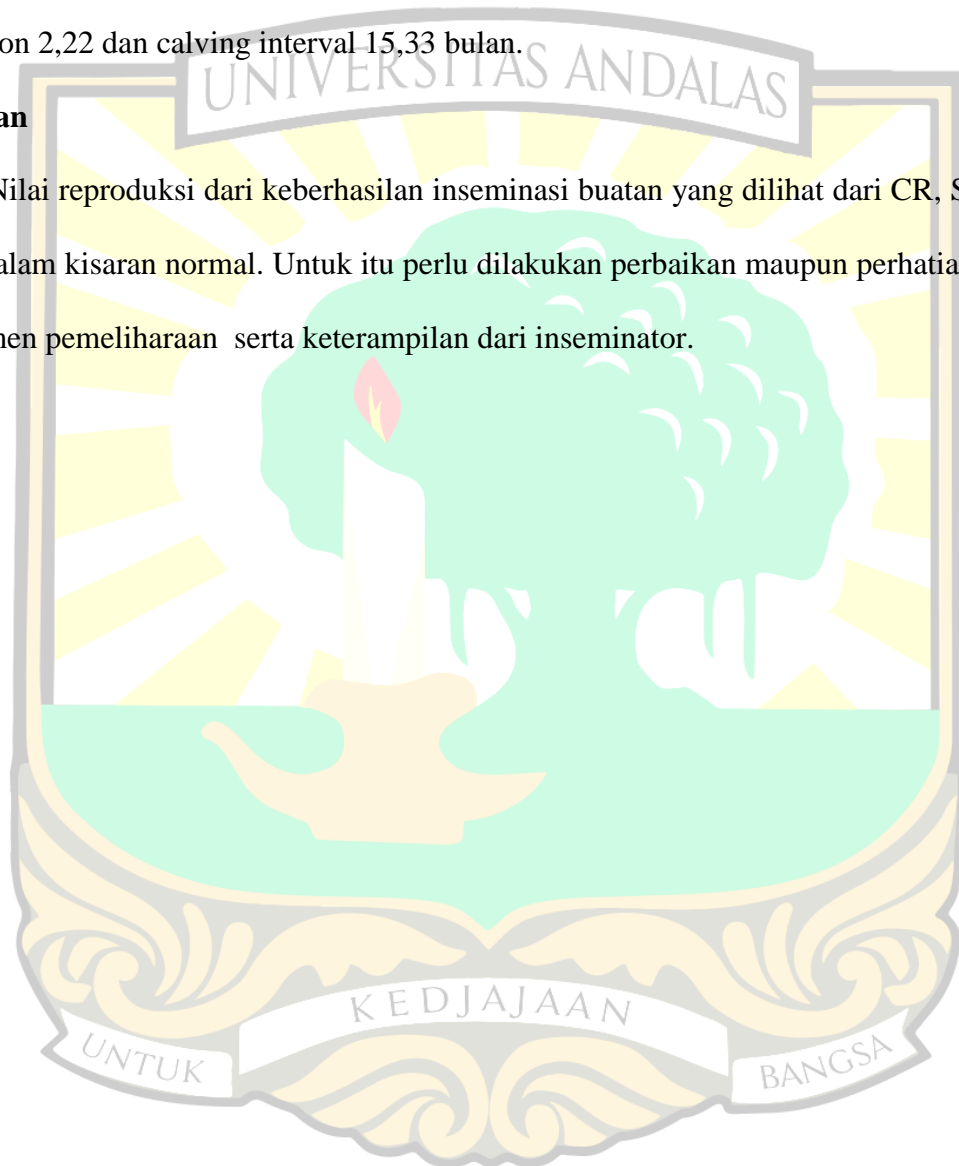 on 2,22 dan calving interval 15,33 bulan.
UNIVERSITAS ANDALAS
an
Nilai reproduksi dari keberhasilan inseminasi buatan yang dilihat dari CR, S
alam kisaran normal. Untuk itu perlu dilakukan perbaikan maupun perhatia
nen pemeliharaan serta keterampilan dari inseminator.
KEDJAJAAN
UNTUK
BANGSA